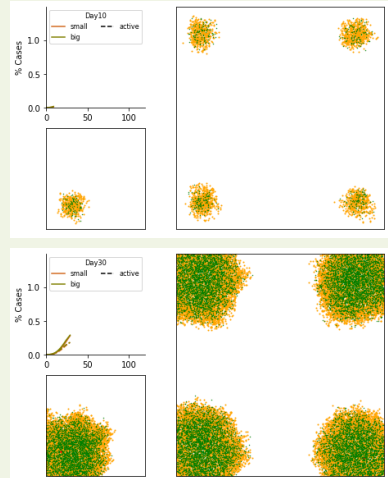 Day10
small
active
big
% Cases
1.0
0.5
0.0
0 50 100
Day30
small
active
big
% Cases
1.0
0.5
0.0
0 50 100